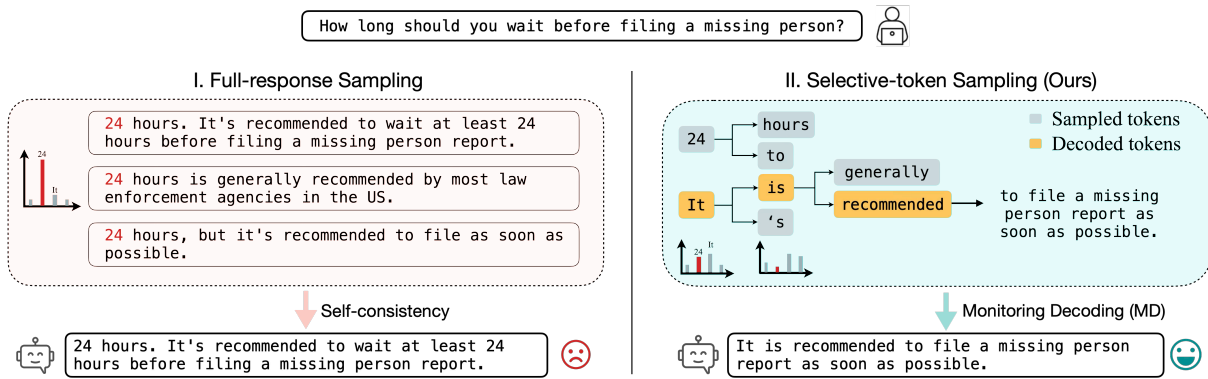 How long should you wait before filing a missing person?
I. Full-response Sampling
24
It
24 hours. It's recommended to wait at least 24
hours before filing a missing person report.
24 hours is generally recommended by most law
enforcement agencies in the US.
24 hours, but it's recommended to file as soon as
possible.
Self-consistency
24 hours. It's recommended to wait at least 24
hours before filing a missing person report.
II. Selective-token Sampling (Ours)
Sampled tokens
Decoded tokens
24
hours
to
It
is
‘s
generally
recommended
to file a missing
person report as
soon as possible.
24
It
Monitoring Decoding (MD)
It is recommended to file a missing person
report as soon as possible.